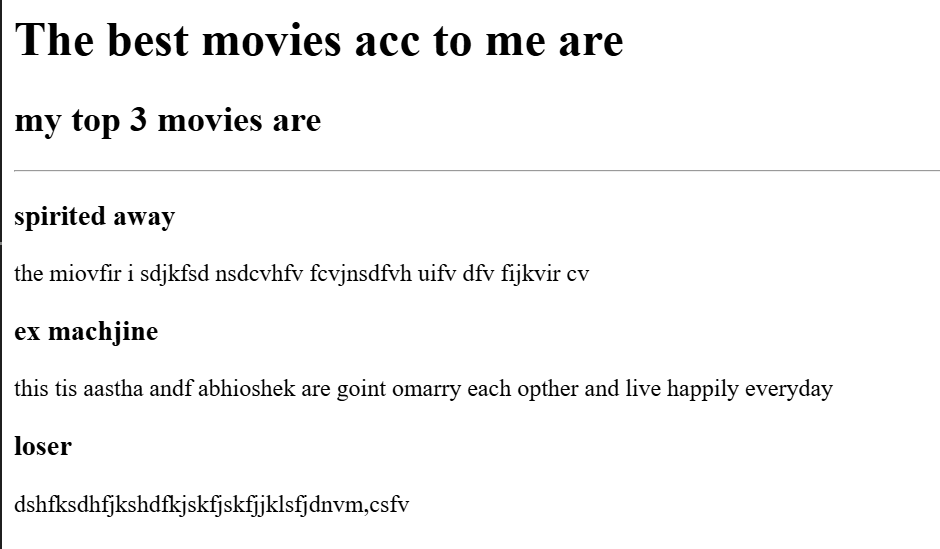 The best movies acc to me are
my top 3 movies are
spirited away
the miovfir i sdjkfsd nsdcvhfv fcvjnsdfvh uifv dfv fijkvir cv
ex machjine
this tis aastha andf abhioshek are goint omarry each opther and live happily everyday
loser
dshfksdhfjkshdfkjskfjskfjjklsfjdnvm,csfv